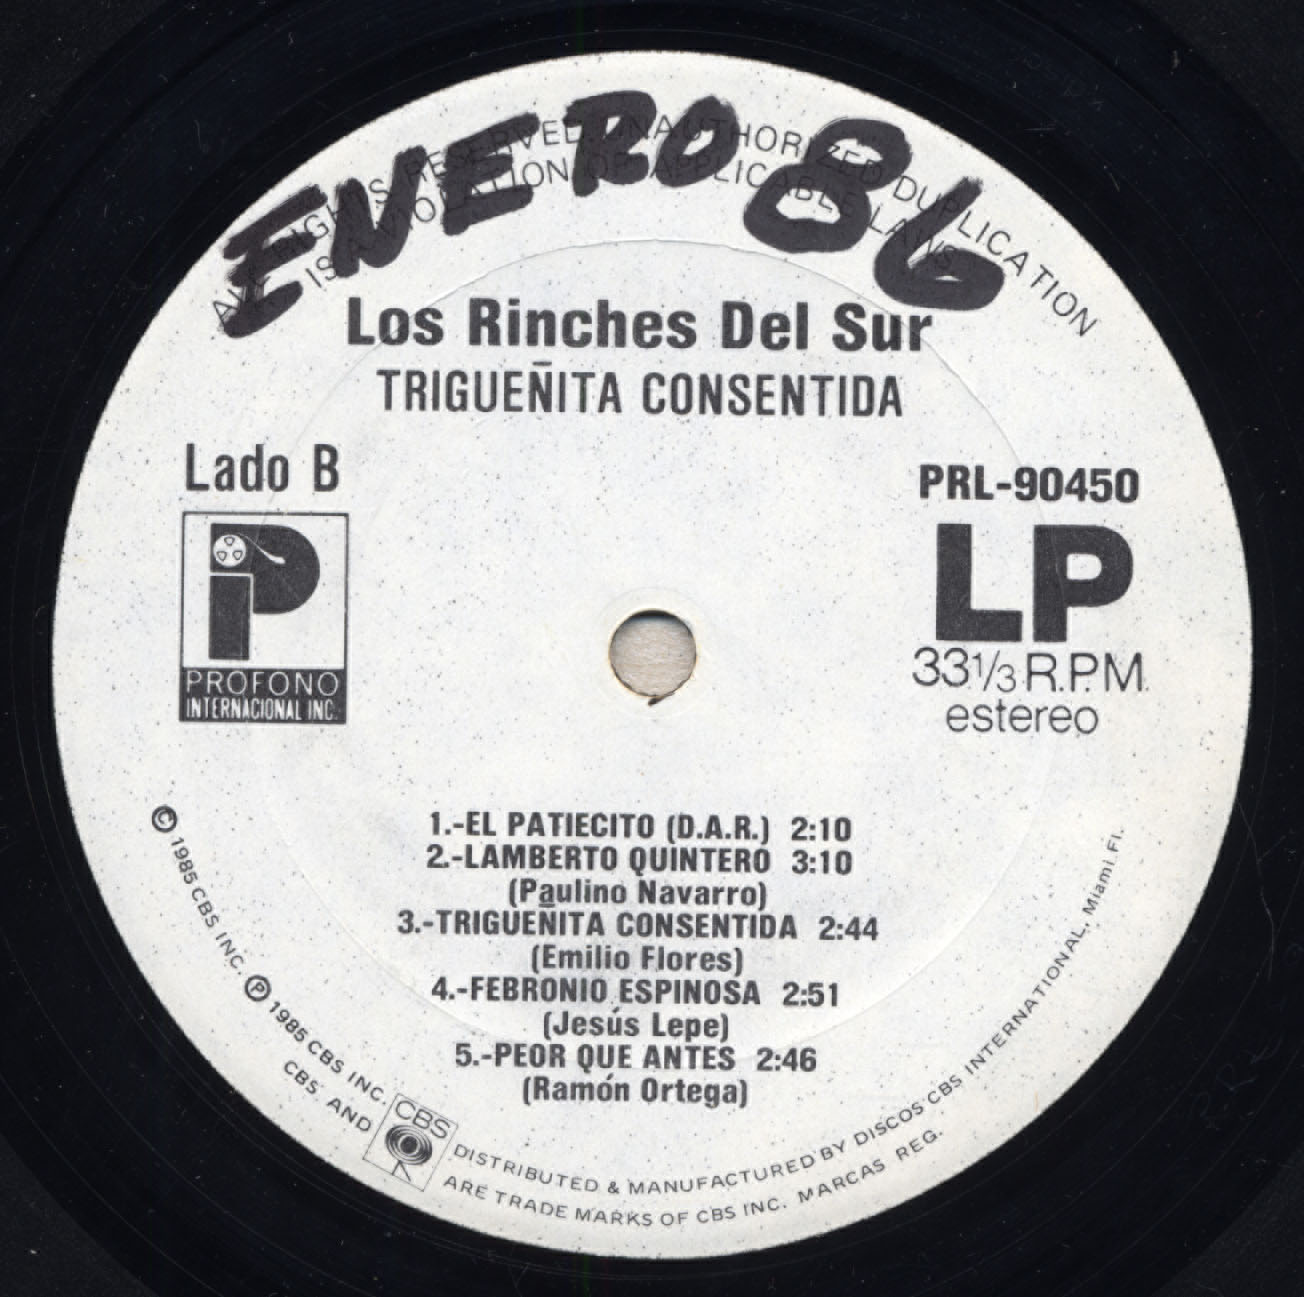 ENERO 86
ALL RIGHTS RESERVED. UNAUTHORIZED DUPLICATION
IS A VIOLATION OF APPLICABLE LAWS
Los Rinches Del Sur
TRIGUEÑITA CONSENTIDA
Lado B
PRL-90450
LP
33 1/3 R.P.M.
estereo
PROFONO
INTERNACIONAL INC.
1.-EL PATIECITO (D.A.R.) 2:10
2.-LAMBERTO QUINTERO 3:10
(Paulino Navarro)
3.-TRIGUEÑITA CONSENTIDA 2:44
(Emilio Flores)
4.-FEBRONIO ESPINOSA 2:51
(Jesús Lepe)
5.-PEOR QUE ANTES 2:46
(Ramón Ortega)
© 1985 CBS INC. ℗ 1985 CBS INC. CBS DISTRIBUTED & MANUFACTURED BY DISCOS CBS INTERNATIONAL, Miami Fl.
CBS AND ARE TRADE MARKS OF CBS INC. MARCAS REG.